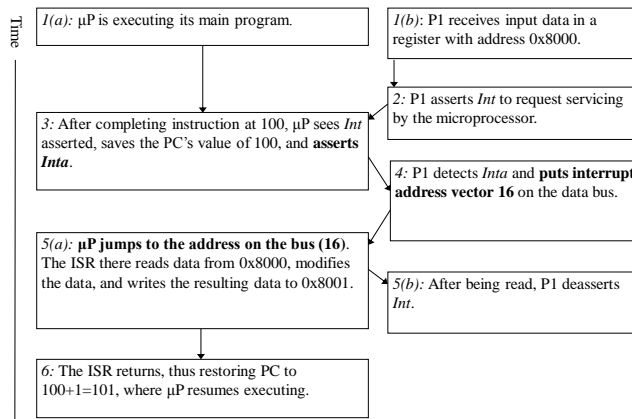 Time
1(a): μP is executing its main program.
1(b): P1 receives input data in a
register with address 0x8000.
2: P1 asserts Int to request servicing
by the microprocessor.
3: After completing instruction at 100, μP sees Int
asserted, saves the PC's value of 100, and asserts
Inta.
4: P1 detects Inta and puts interrupt
address vector 16 on the data bus.
5(a): μP jumps to the address on the bus (16).
The ISR there reads data from 0x8000, modifies
the data, and writes the resulting data to 0x8001.
5(b): After being read, P1 deasserts
Int.
6: The ISR returns, thus restoring PC to
100+1=101, where μP resumes executing.